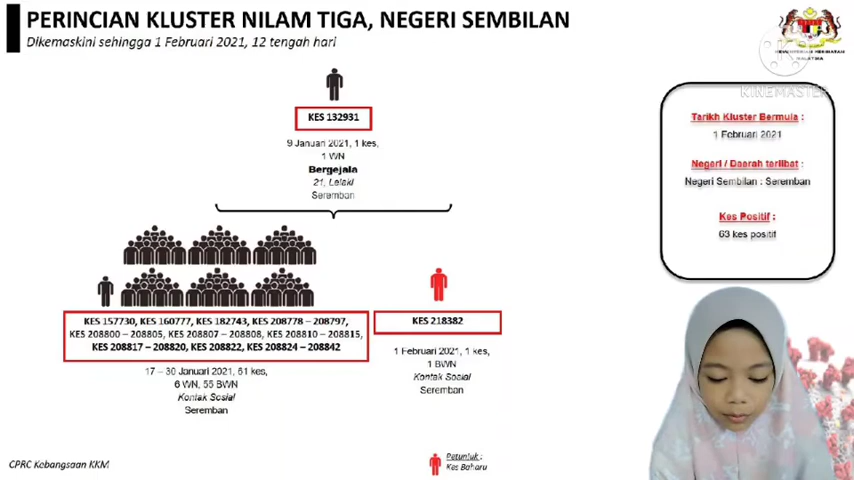 PERINCIAN KLUSTER NILAM TIGA, NEGERI SEMBILAN
Dikemaskini sehingga 1 Februari 2021, 12 tengah hari
KINEMASTER
KES 132931
9 Januari 2021, 1 kes,
1 WN
Bergejala
21, Lelaki
Seremban
Tarikh Kluster Bermula :
1 Februari 2021
Negeri / Daerah terlibat :
Negeri Sembilan : Seremban
Kes Positif :
63 kes positif
KES 157730, KES 160777, KES 182743, KES 208778 – 208797,
KES 208800 – 208805, KES 208807 – 208808, KES 208810 – 208815,
KES 208817 – 208820, KES 208822, KES 208824 – 208842
17 – 30 Januari 2021, 61 kes,
6 WN, 55 BWN
Kontak Sosial
Seremban
KES 218382
1 Februari 2021, 1 kes,
1 BWN
Kontak Sosial
Seremban
CPRC Kebangsaan KKM
Petunjuk :
Kes Baharu